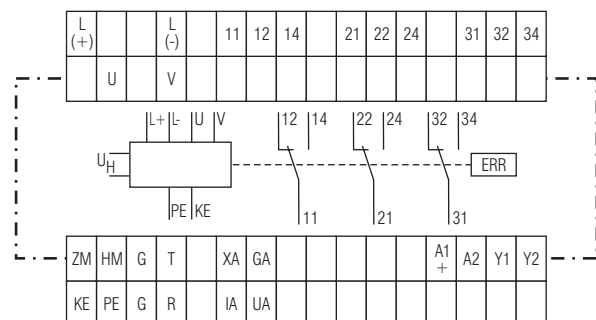 L (+) L (-) 11 12 14 21 22 24 31 32 34
U V
L+ L- U V 12 14 22 24 32 34
UH ERR
PE KE 11 21 31
ZM HM G T XA GA A1 + A2 Y1 Y2
KE PE G R IA UA